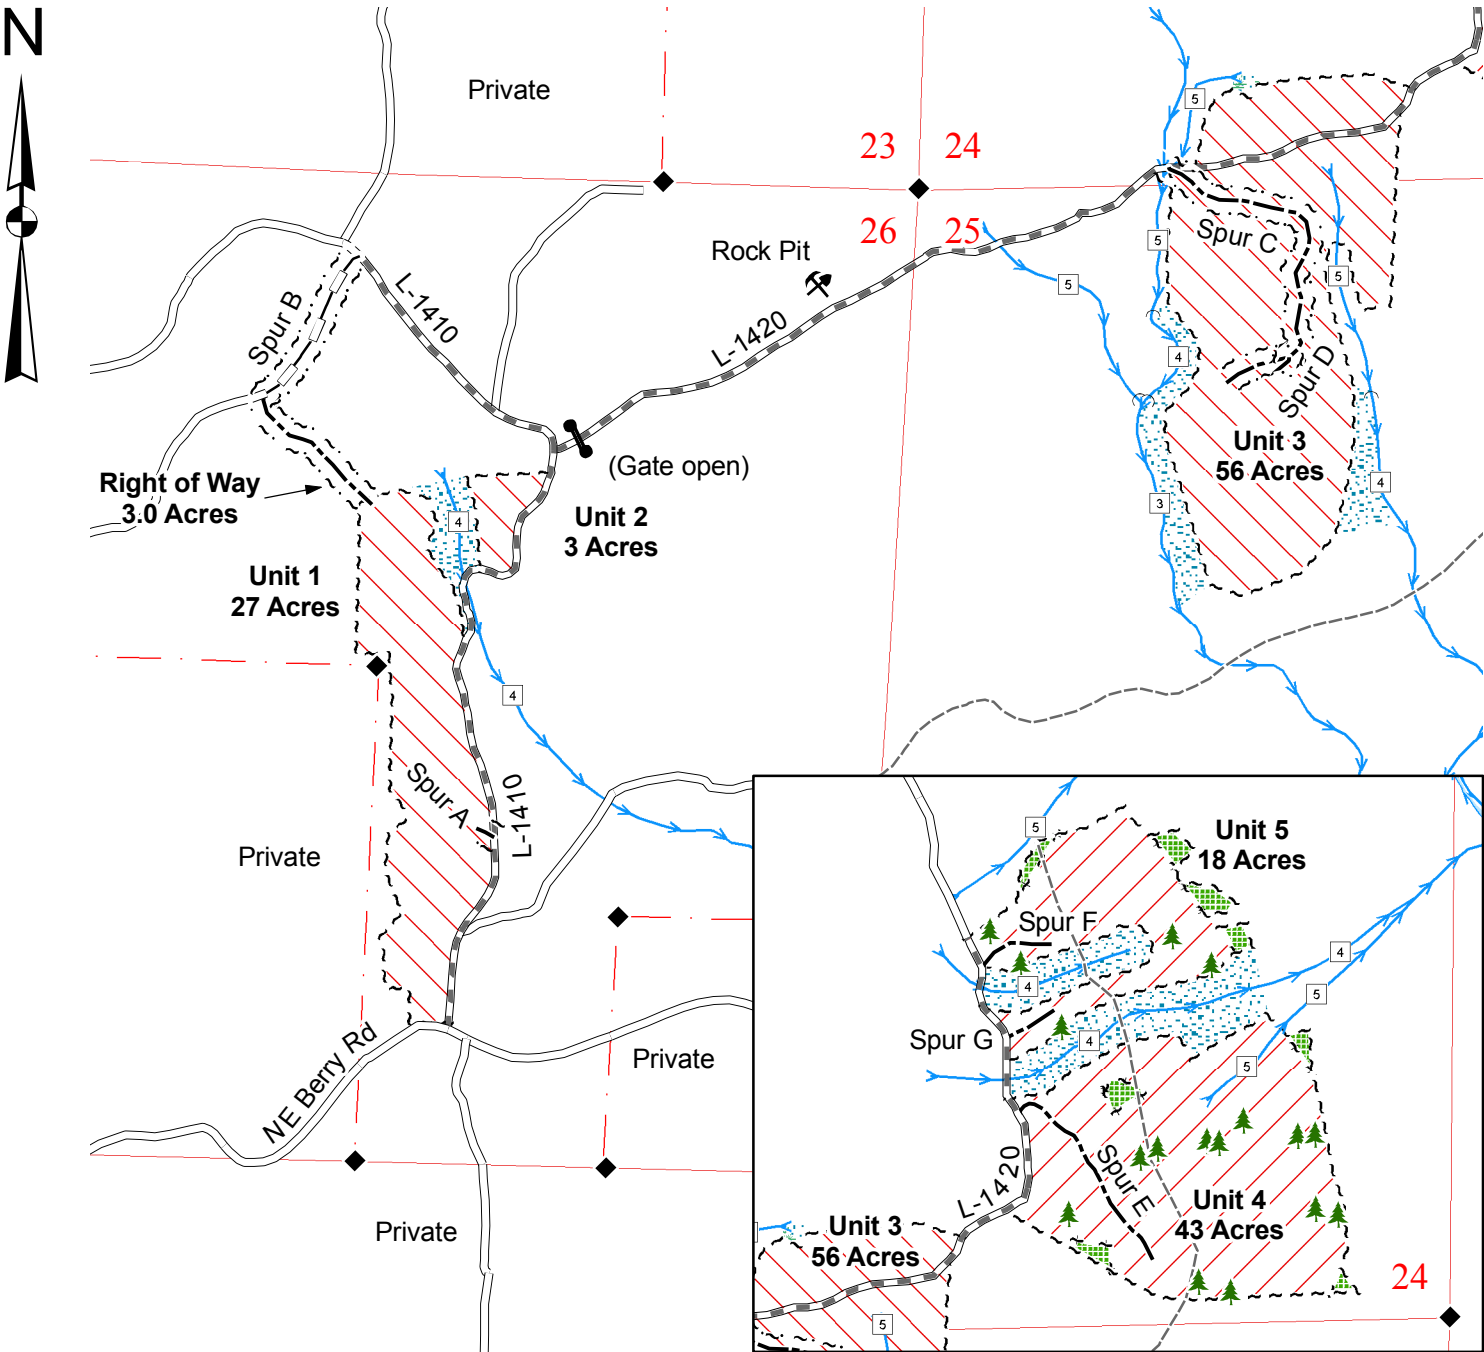 N
Private
23
24
26
25
Rock Pit
L-1410
L-1420
Spur B
Spur C
Spur D
5
5
5
5
5
4
3
4
Unit 3
56 Acres
(Gate open)
Right of Way
3.0 Acres
4
Unit 2
3 Acres
Unit 1
27 Acres
4
Spur A
L-1410
Private
NE Berry Rd
Private
Private
5
Unit 5
18 Acres
Spur F
4
4
5
Spur G
4
5
Spur E
L-1420
Unit 4
43 Acres
Unit 3
56 Acres
24
5